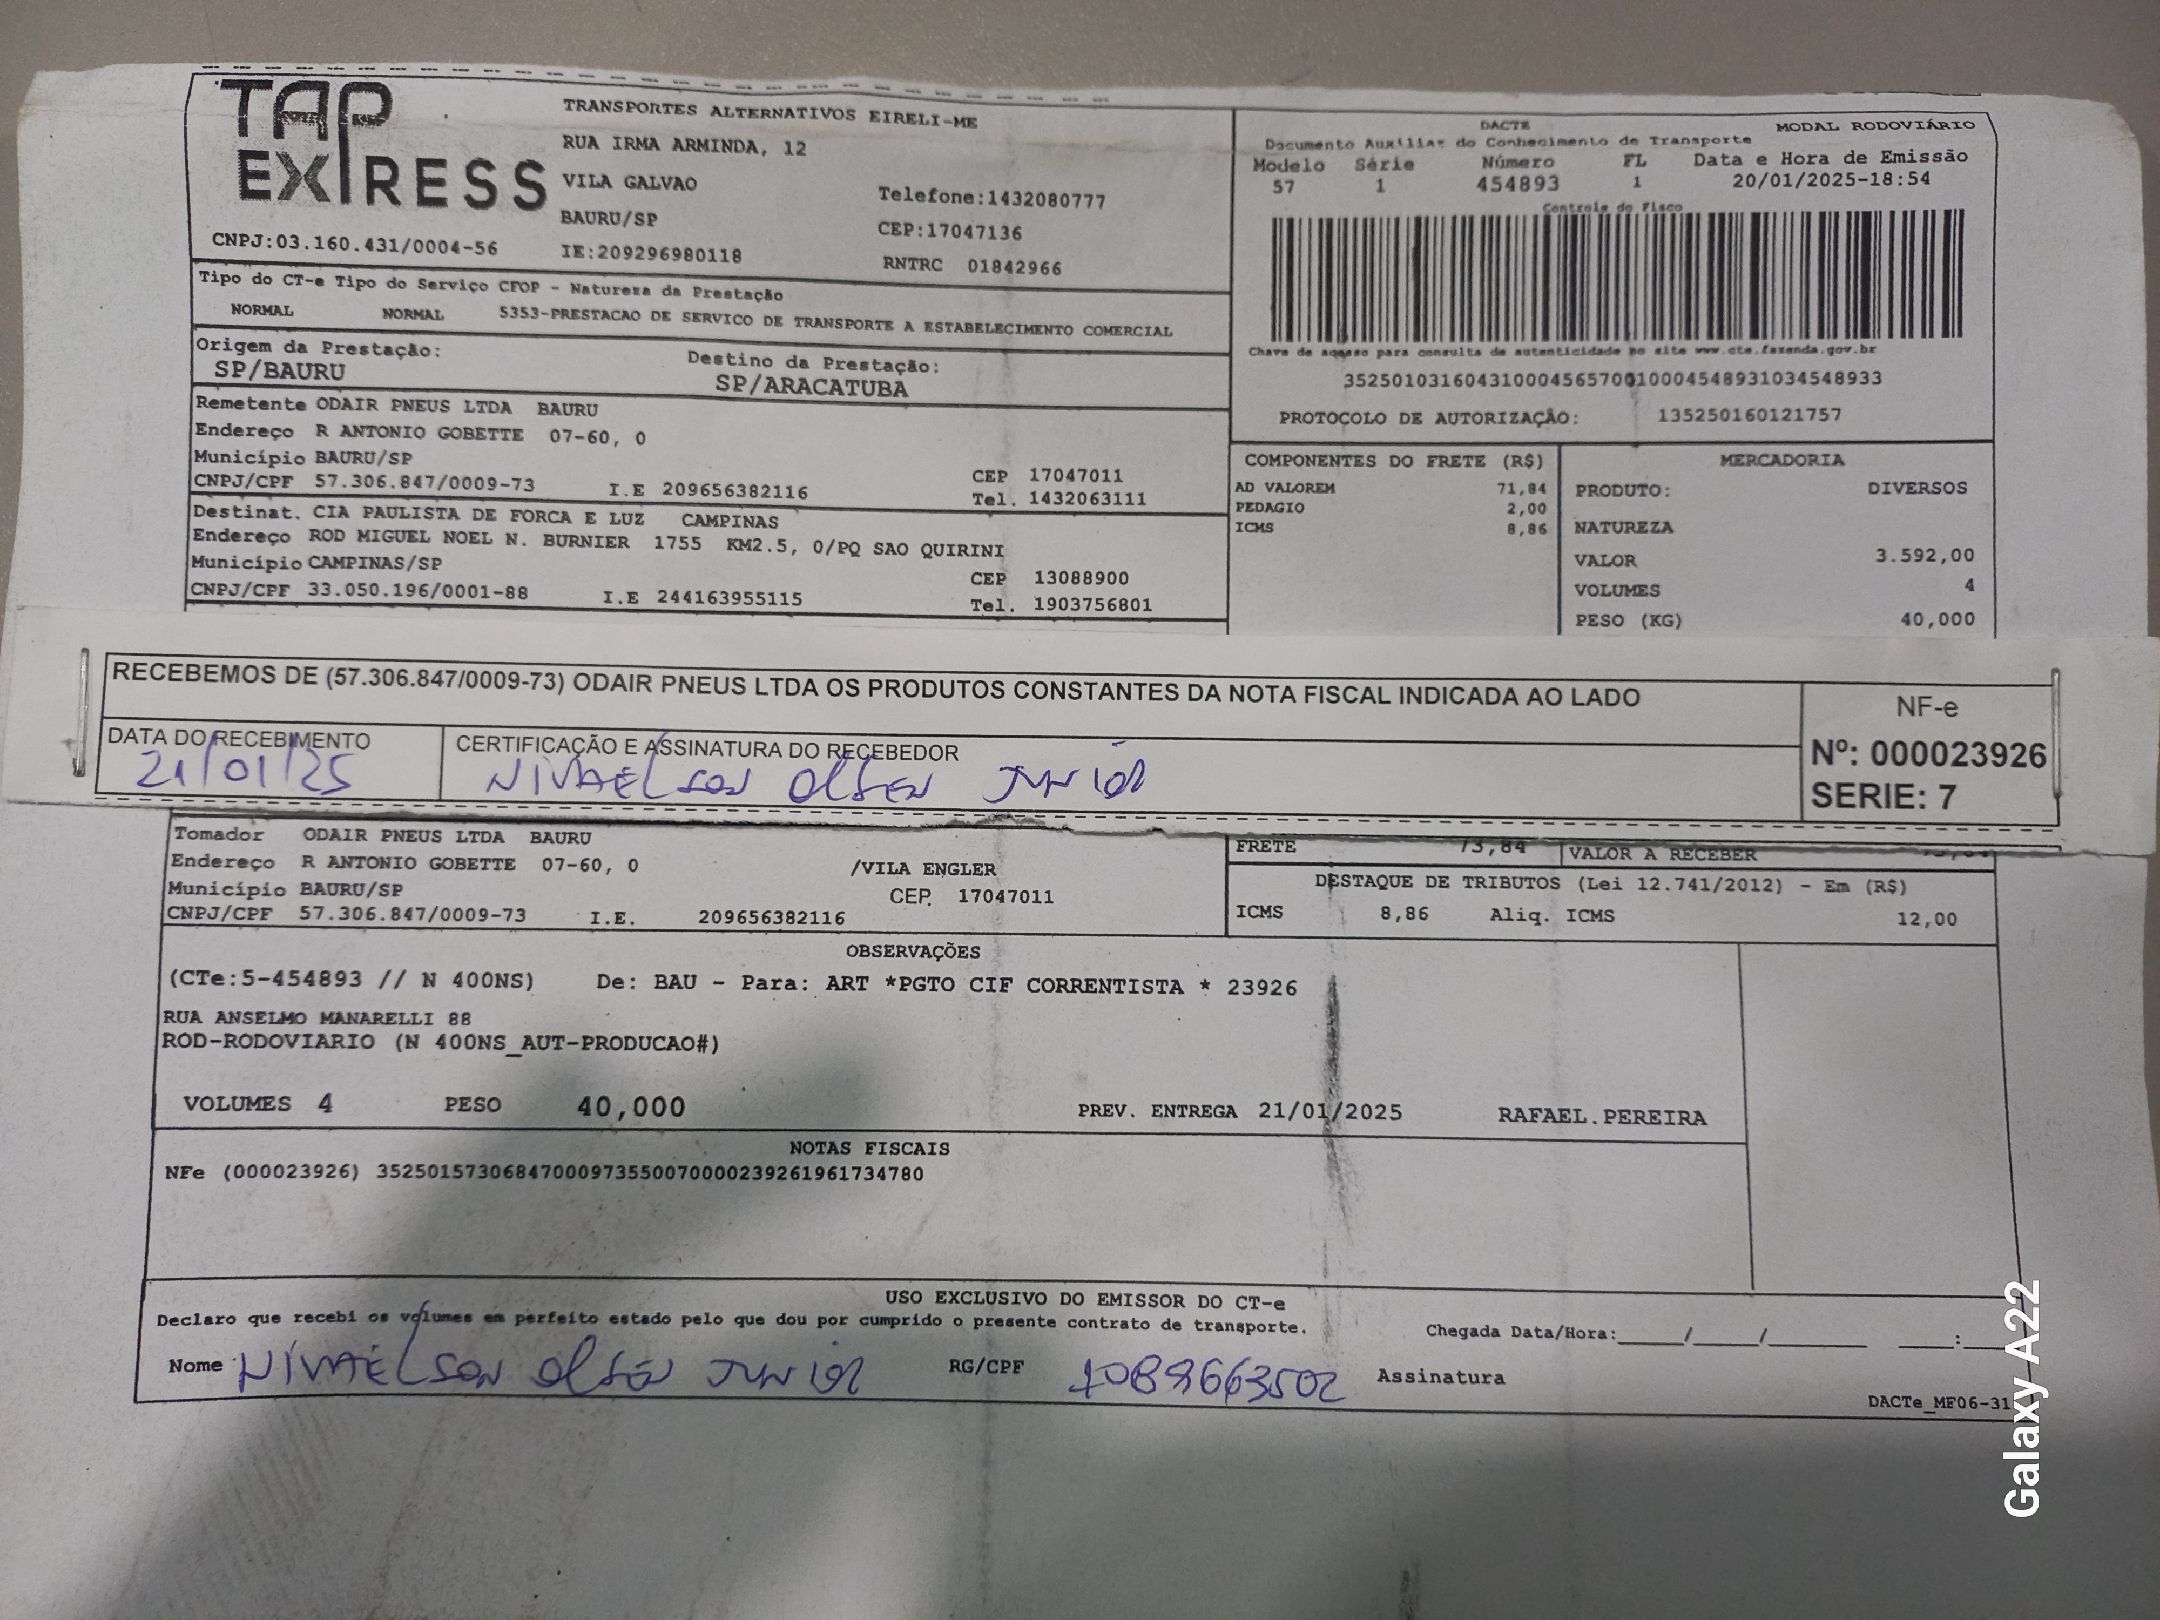 TAP EXPRESS
TRANSPORTES ALTERNATIVOS EIRELI-ME
RUA IRMA ARMINDA, 12
VILA GALVAO
BAURU/SP
Telefone:1432080777
CEP:17047136
CNPJ:03.160.431/0004-56
IE:209296980118
RNTRC 01842966
DACTE
MODAL RODOVIÁRIO
Documento Auxiliar do Conhecimento de Transporte
Modelo Série Número FL Data e Hora de Emissão
57 1 454893 1 20/01/2025-18:54
Controle do Fisco
Chave de acesso para consulta de autenticidade no site www.cte.fazenda.gov.br
35250103160431000456570010004548931034548933
PROTOCOLO DE AUTORIZAÇÃO: 135250160121757
Tipo do CT-e Tipo do Serviço CFOP - Natureza da Prestação
NORMAL NORMAL 5353-PRESTACAO DE SERVICO DE TRANSPORTE A ESTABELECIMENTO COMERCIAL
Origem da Prestação: Destino da Prestação:
SP/BAURU SP/ARACATUBA
Remetente ODAIR PNEUS LTDA BAURU
Endereço R ANTONIO GOBETTE 07-60, 0
Município BAURU/SP CEP 17047011
CNPJ/CPF 57.306.847/0009-73 I.E 209656382116 Tel. 1432063111
Destinat. CIA PAULISTA DE FORCA E LUZ CAMPINAS
Endereço ROD MIGUEL NOEL N. BURNIER 1755 KM2.5, 0/PQ SAO QUIRINI
Município CAMPINAS/SP CEP 13088900
CNPJ/CPF 33.050.196/0001-88 I.E 244163955115 Tel. 1903756801
COMPONENTES DO FRETE (R$)
AD VALOREM 71,84
PEDAGIO 2,00
ICMS 8,86
MERCADORIA
PRODUTO: DIVERSOS
NATUREZA
VALOR 3.592,00
VOLUMES 4
PESO (KG) 40,000
RECEBEMOS DE (57.306.847/0009-73) ODAIR PNEUS LTDA OS PRODUTOS CONSTANTES DA NOTA FISCAL INDICADA AO LADO
DATA DO RECEBIMENTO
21/01/25
CERTIFICAÇÃO E ASSINATURA DO RECEBEDOR
NIVAELSON OLSEN JUNIOR
NF-e
Nº: 000023926
SERIE: 7
Tomador ODAIR PNEUS LTDA BAURU
Endereço R ANTONIO GOBETTE 07-60, 0 /VILA ENGLER
Município BAURU/SP CEP. 17047011
CNPJ/CPF 57.306.847/0009-73 I.E. 209656382116
FRETE 73,84 VALOR A RECEBER
DESTAQUE DE TRIBUTOS (Lei 12.741/2012) - Em (R$)
ICMS 8,86 Aliq. ICMS 12,00
OBSERVAÇÕES
(CTe:5-454893 // N 400NS) De: BAU - Para: ART *PGTO CIF CORRENTISTA * 23926
RUA ANSELMO MANARELLI 88
ROD-RODOVIARIO (N 400NS_AUT-PRODUCAO#)
VOLUMES 4 PESO 40,000 PREV. ENTREGA 21/01/2025 RAFAEL.PEREIRA
NOTAS FISCAIS
NFe (000023926) 35250157306847000973550070000239261961734780
USO EXCLUSIVO DO EMISSOR DO CT-e
Declaro que recebi os volumes em perfeito estado pelo que dou por cumprido o presente contrato de transporte.
Chegada Data/Hora:_____/_____/_______ ____:____
Nome NIVAELSON OLSEN JUNIOR RG/CPF Assinatura
DACTe_MF06-31
Galaxy A22